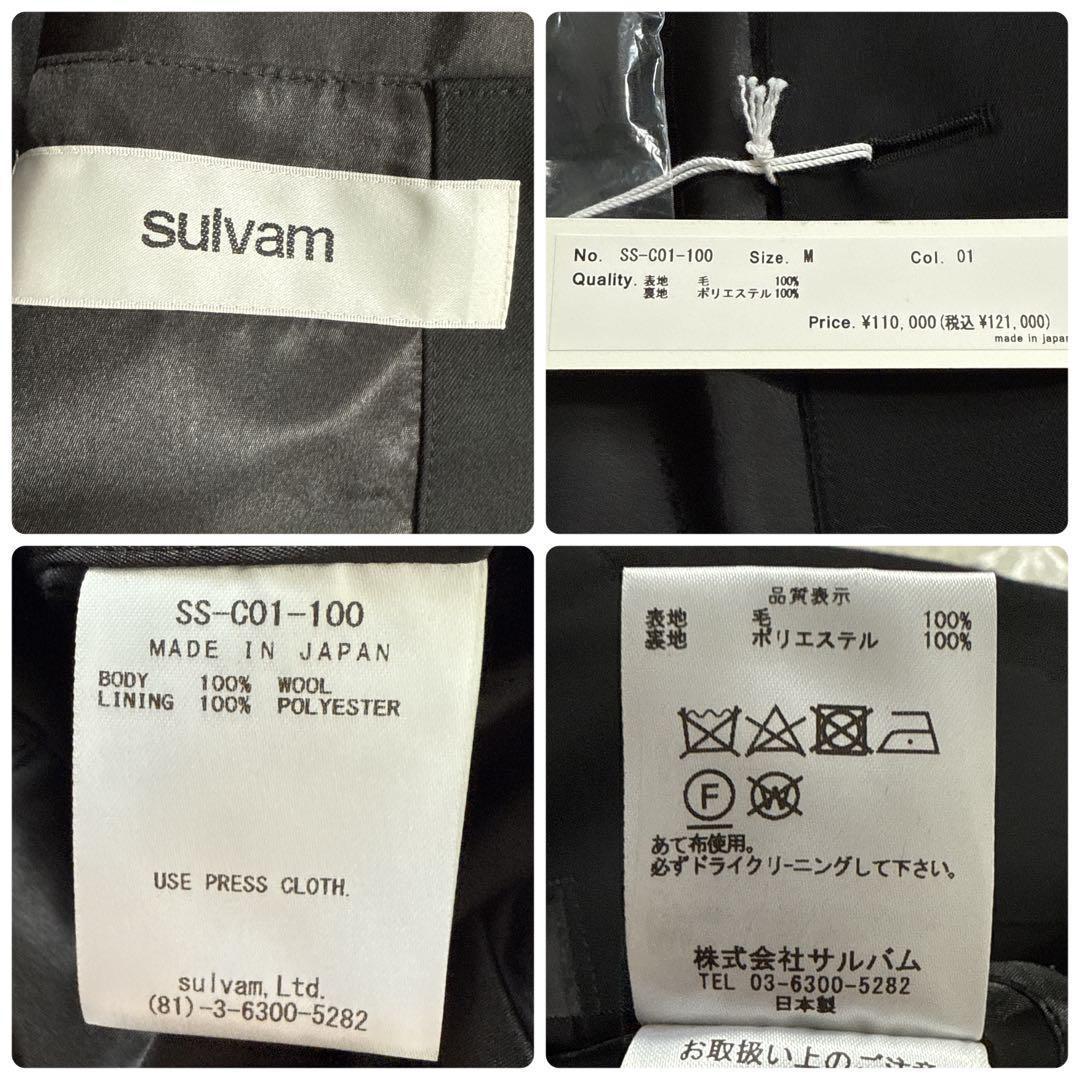 sulvam
No. SS-C01-100 Size. M Col. 01
Quality. 表地 毛 100%
裏地 ポリエステル 100%
Price. ¥110,000(税込 ¥121,000)
made in japan
SS-C01-100
MADE IN JAPAN
BODY 100% WOOL
LINING 100% POLYESTER
USE PRESS CLOTH.
sulvam, Ltd.
(81)-3-6300-5282
品質表示
表地 毛 100%
裏地 ポリエステル 100%
F W
あて布使用。
必ずドライクリーニングして下さい。
株式会社サルバム
TEL 03-6300-5282
日本製
お取扱い上のご注意